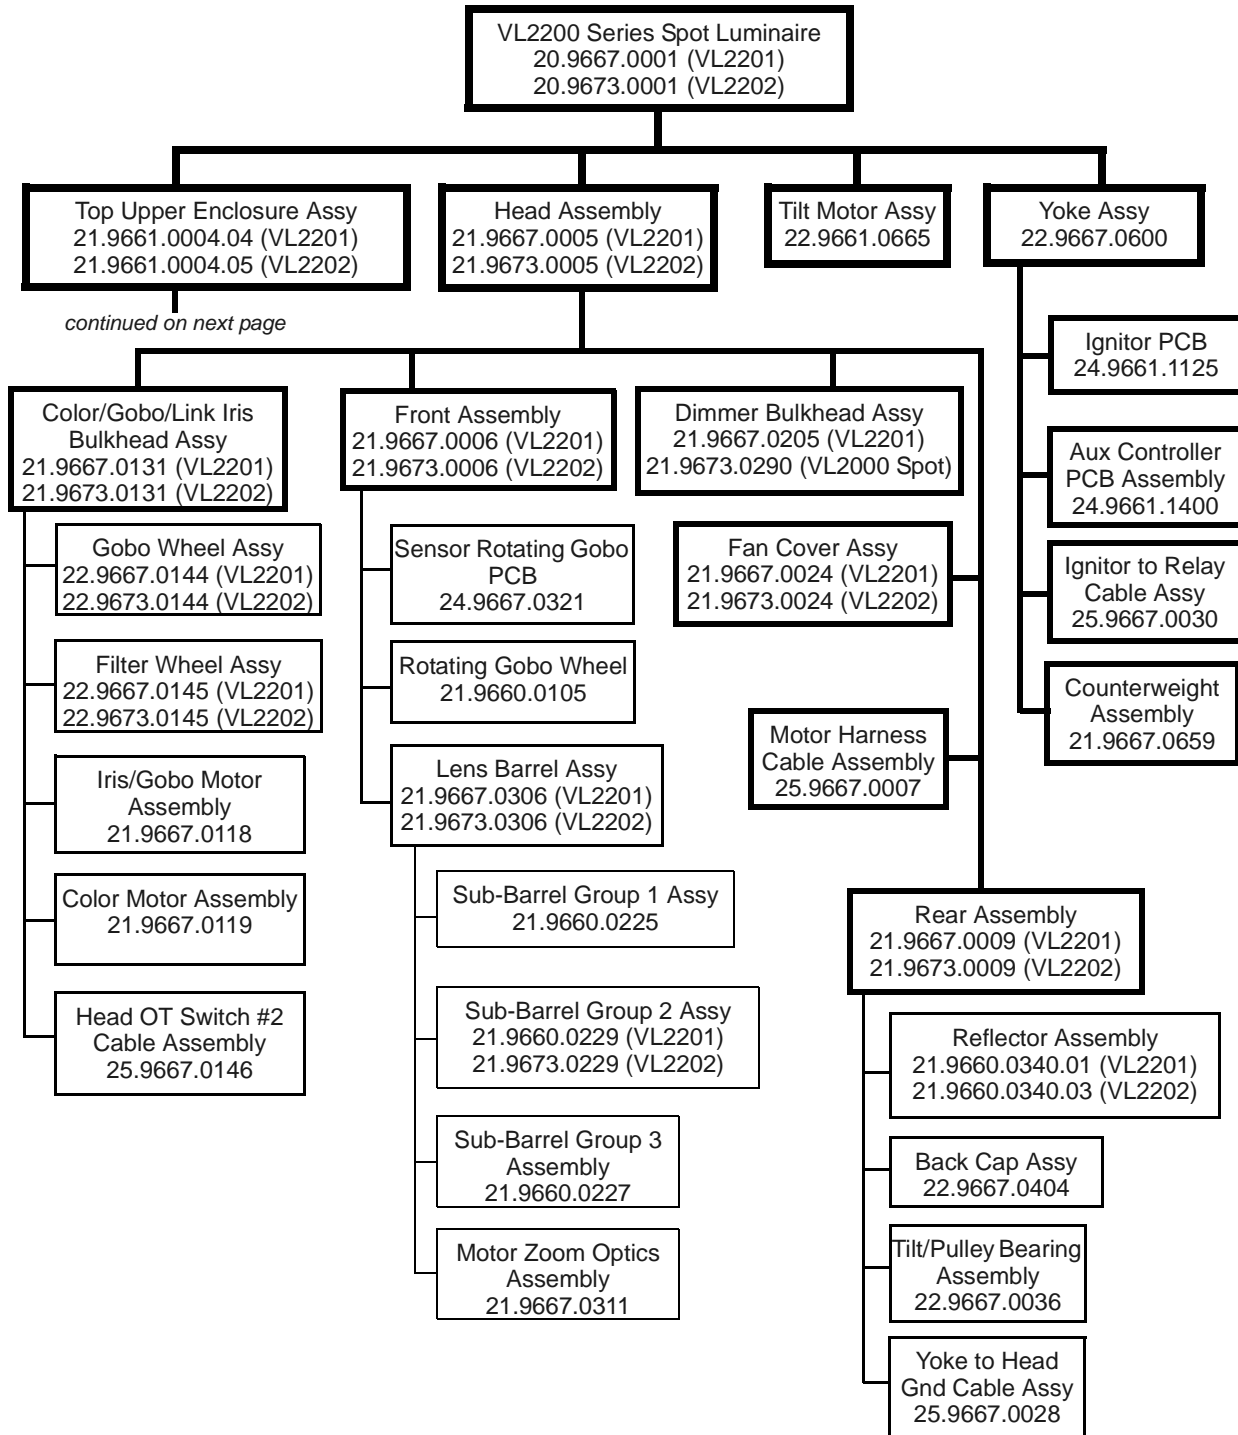 VL2200 Series Spot Luminaire
20.9667.0001 (VL2201)
20.9673.0001 (VL2202)
Top Upper Enclosure Assy
21.9661.0004.04 (VL2201)
21.9661.0004.05 (VL2202)
continued on next page
Head Assembly
21.9667.0005 (VL2201)
21.9673.0005 (VL2202)
Tilt Motor Assy
22.9661.0665
Yoke Assy
22.9667.0600
Ignitor PCB
24.9661.1125
Aux Controller
PCB Assembly
24.9661.1400
Ignitor to Relay
Cable Assy
25.9667.0030
Counterweight
Assembly
21.9667.0659
Color/Gobo/Link Iris
Bulkhead Assy
21.9667.0131 (VL2201)
21.9673.0131 (VL2202)
Gobo Wheel Assy
22.9667.0144 (VL2201)
22.9673.0144 (VL2202)
Filter Wheel Assy
22.9667.0145 (VL2201)
22.9673.0145 (VL2202)
Iris/Gobo Motor
Assembly
21.9667.0118
Color Motor Assembly
21.9667.0119
Head OT Switch #2
Cable Assembly
25.9667.0146
Front Assembly
21.9667.0006 (VL2201)
21.9673.0006 (VL2202)
Sensor Rotating Gobo
PCB
24.9667.0321
Rotating Gobo Wheel
21.9660.0105
Lens Barrel Assy
21.9667.0306 (VL2201)
21.9673.0306 (VL2202)
Sub-Barrel Group 1 Assy
21.9660.0225
Sub-Barrel Group 2 Assy
21.9660.0229 (VL2201)
21.9673.0229 (VL2202)
Sub-Barrel Group 3
Assembly
21.9660.0227
Motor Zoom Optics
Assembly
21.9667.0311
Dimmer Bulkhead Assy
21.9667.0205 (VL2201)
21.9673.0290 (VL2000 Spot)
Fan Cover Assy
21.9667.0024 (VL2201)
21.9673.0024 (VL2202)
Motor Harness
Cable Assembly
25.9667.0007
Rear Assembly
21.9667.0009 (VL2201)
21.9673.0009 (VL2202)
Reflector Assembly
21.9660.0340.01 (VL2201)
21.9660.0340.03 (VL2202)
Back Cap Assy
22.9667.0404
Tilt/Pulley Bearing
Assembly
22.9667.0036
Yoke to Head
Gnd Cable Assy
25.9667.0028